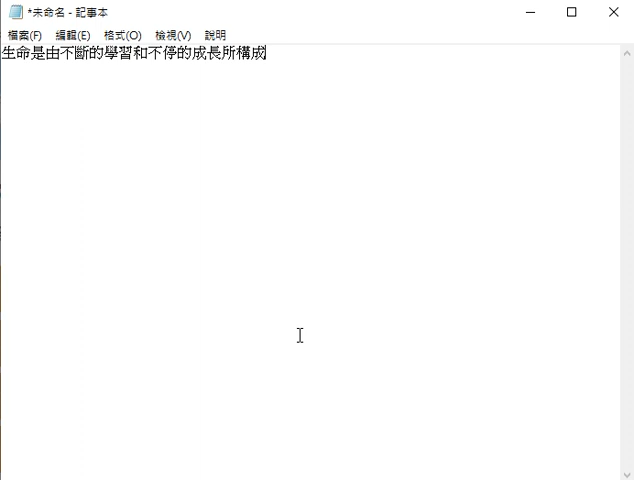 *未命名 - 記事本
檔案(F) 編輯(E) 格式(O) 檢視(V) 說明
生命是由不斷的學習和不停的成長所構成